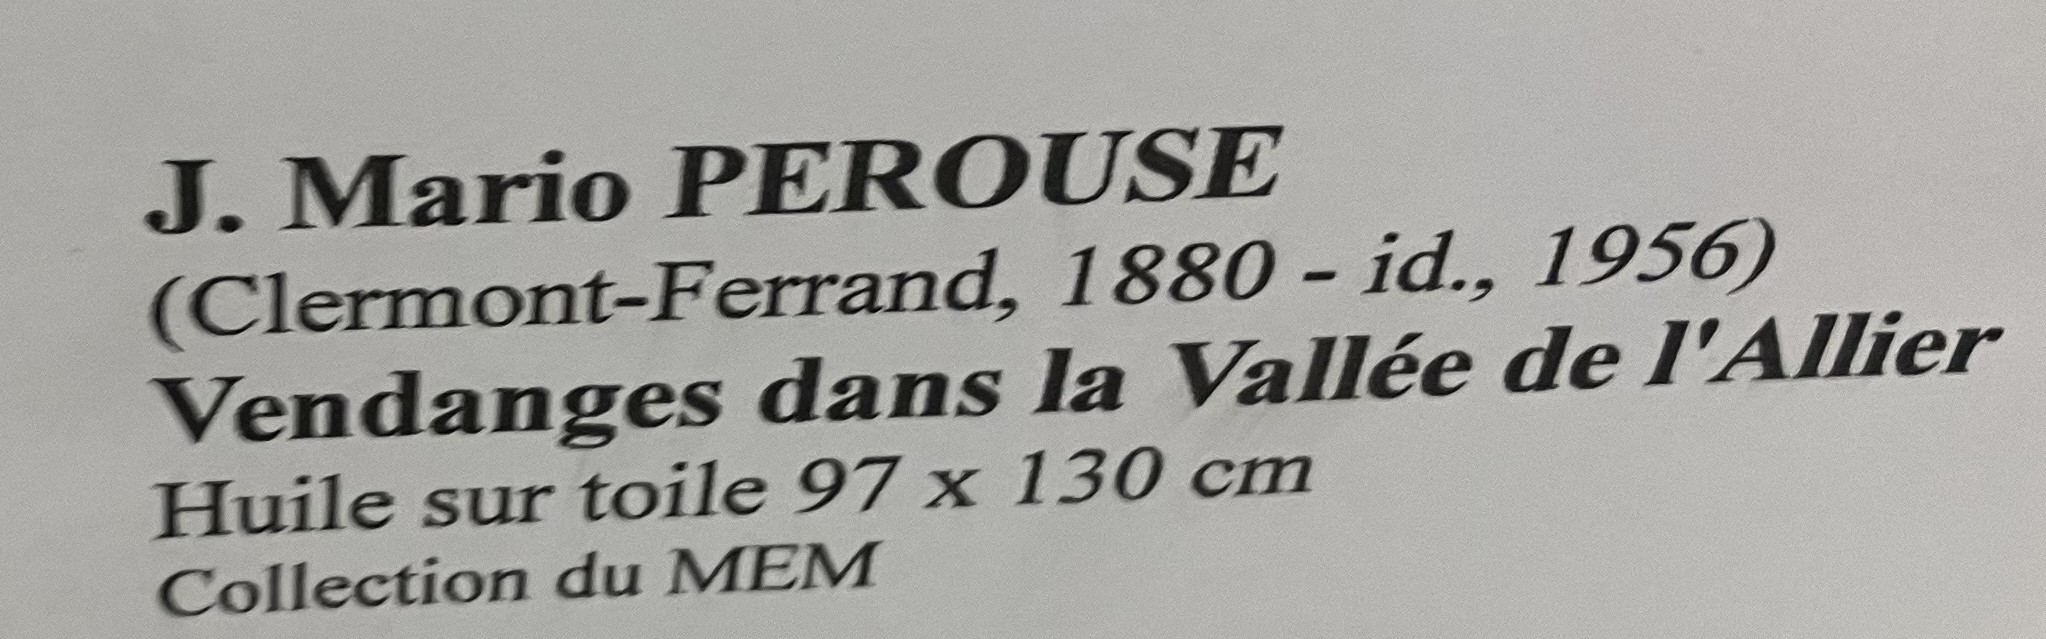 J. Mario PEROUSE
(Clermont-Ferrand, 1880 - id., 1956)
Vendanges dans la Vallée de l'Allier
Huile sur toile 97 x 130 cm
Collection du MEM